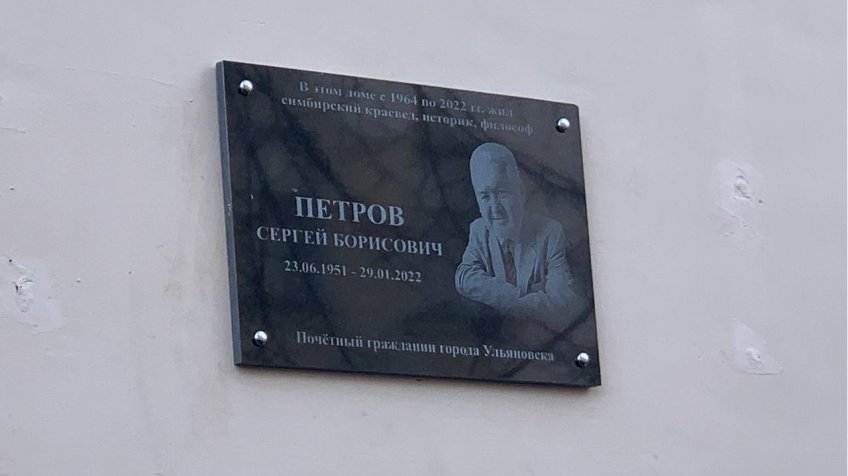 В этом доме с 1964 по 2022 гг. жил
симбирский краевед, историк, философ
ПЕТРОВ
СЕРГЕЙ БОРИСОВИЧ
23.06.1951 - 29.01.2022
Почётный гражданин города Ульяновска